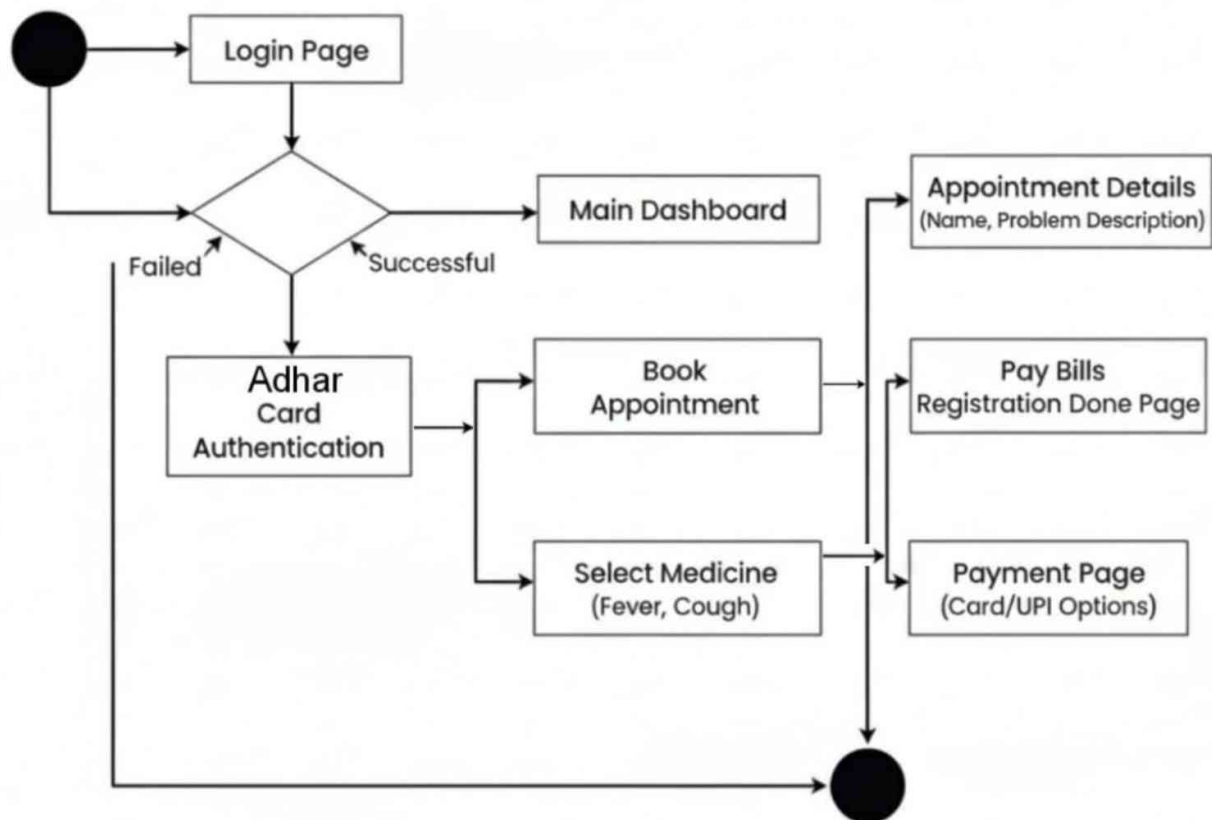 Login Page
Main Dashboard
Failed
Successful
Appointment Details
(Name, Problem Description)
Adhar
Card
Authentication
Book
Appointment
Pay Bills
Registration Done Page
Select Medicine
(Fever, Cough)
Payment Page
(Card/UPI Options)